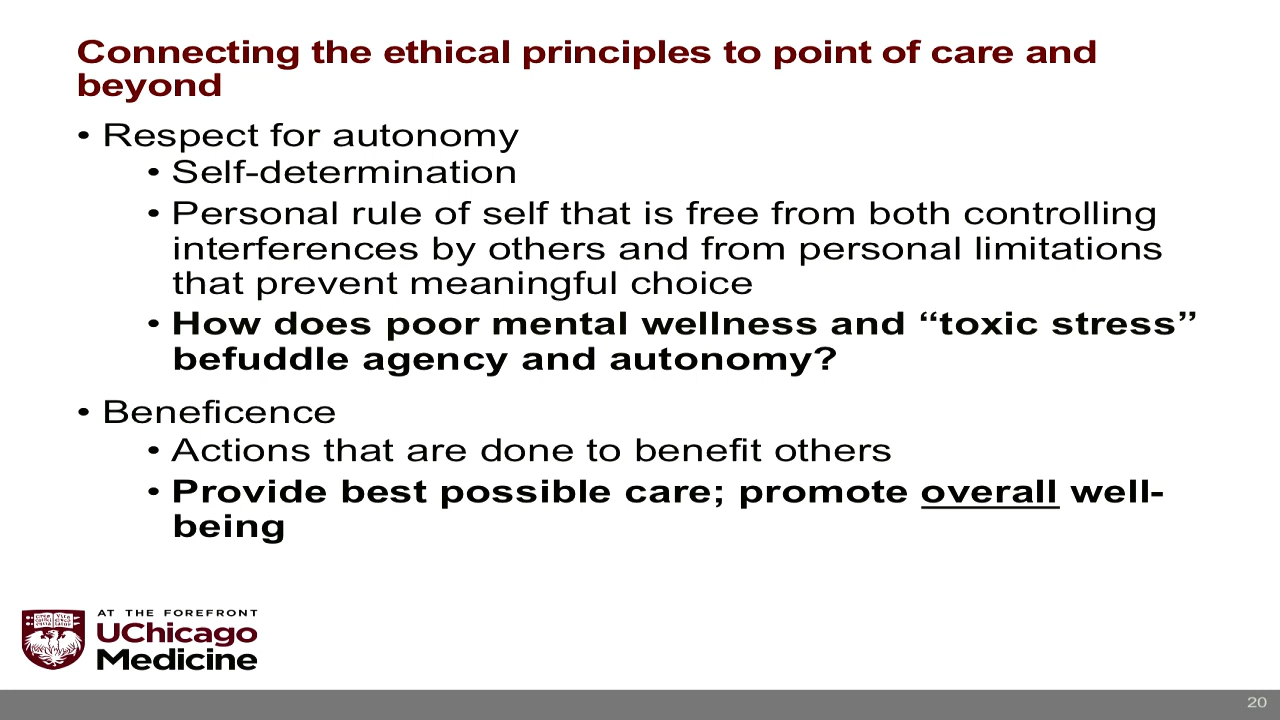 Connecting the ethical principles to point of care and
beyond
• Respect for autonomy
• Self-determination
• Personal rule of self that is free from both controlling
interferences by others and from personal limitations
that prevent meaningful choice
• How does poor mental wellness and “toxic stress”
befuddle agency and autonomy?
• Beneficence
• Actions that are done to benefit others
• Provide best possible care; promote overall well-
being
AT THE FOREFRONT
UChicago
Medicine
20